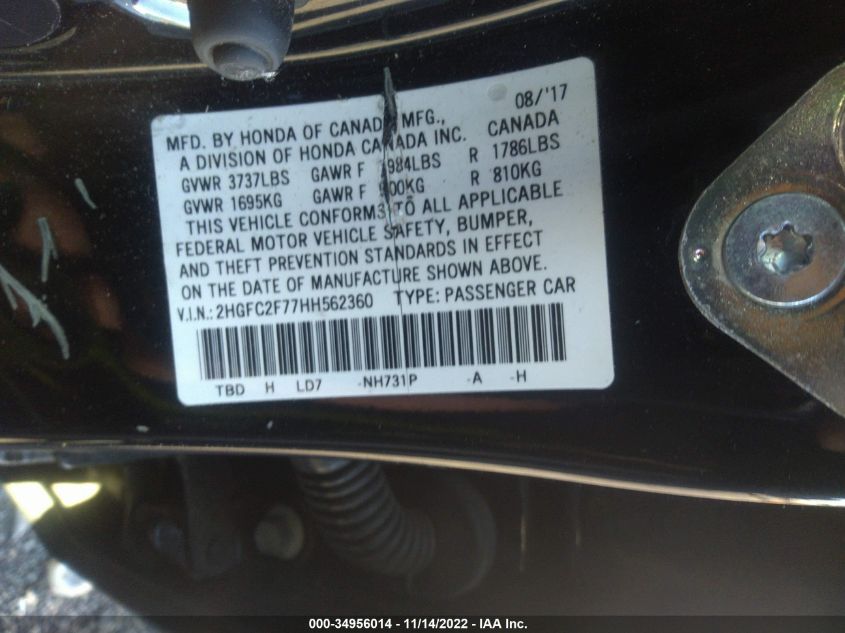 08/'17
MFD. BY HONDA OF CANADA MFG.,
A DIVISION OF HONDA CANADA INC. CANADA
GVWR 3737LBS GAWR F 984LBS R 1786LBS
GVWR 1695KG GAWR F 00KG R 810KG
THIS VEHICLE CONFORMS TO ALL APPLICABLE
FEDERAL MOTOR VEHICLE SAFETY, BUMPER,
AND THEFT PREVENTION STANDARDS IN EFFECT
ON THE DATE OF MANUFACTURE SHOWN ABOVE.
V.I.N.: 2HGFC2F77HH562360 TYPE: PASSENGER CAR
TBD H LD7 -NH731P -A -H
000-34956014 - 11/14/2022 - IAA Inc.